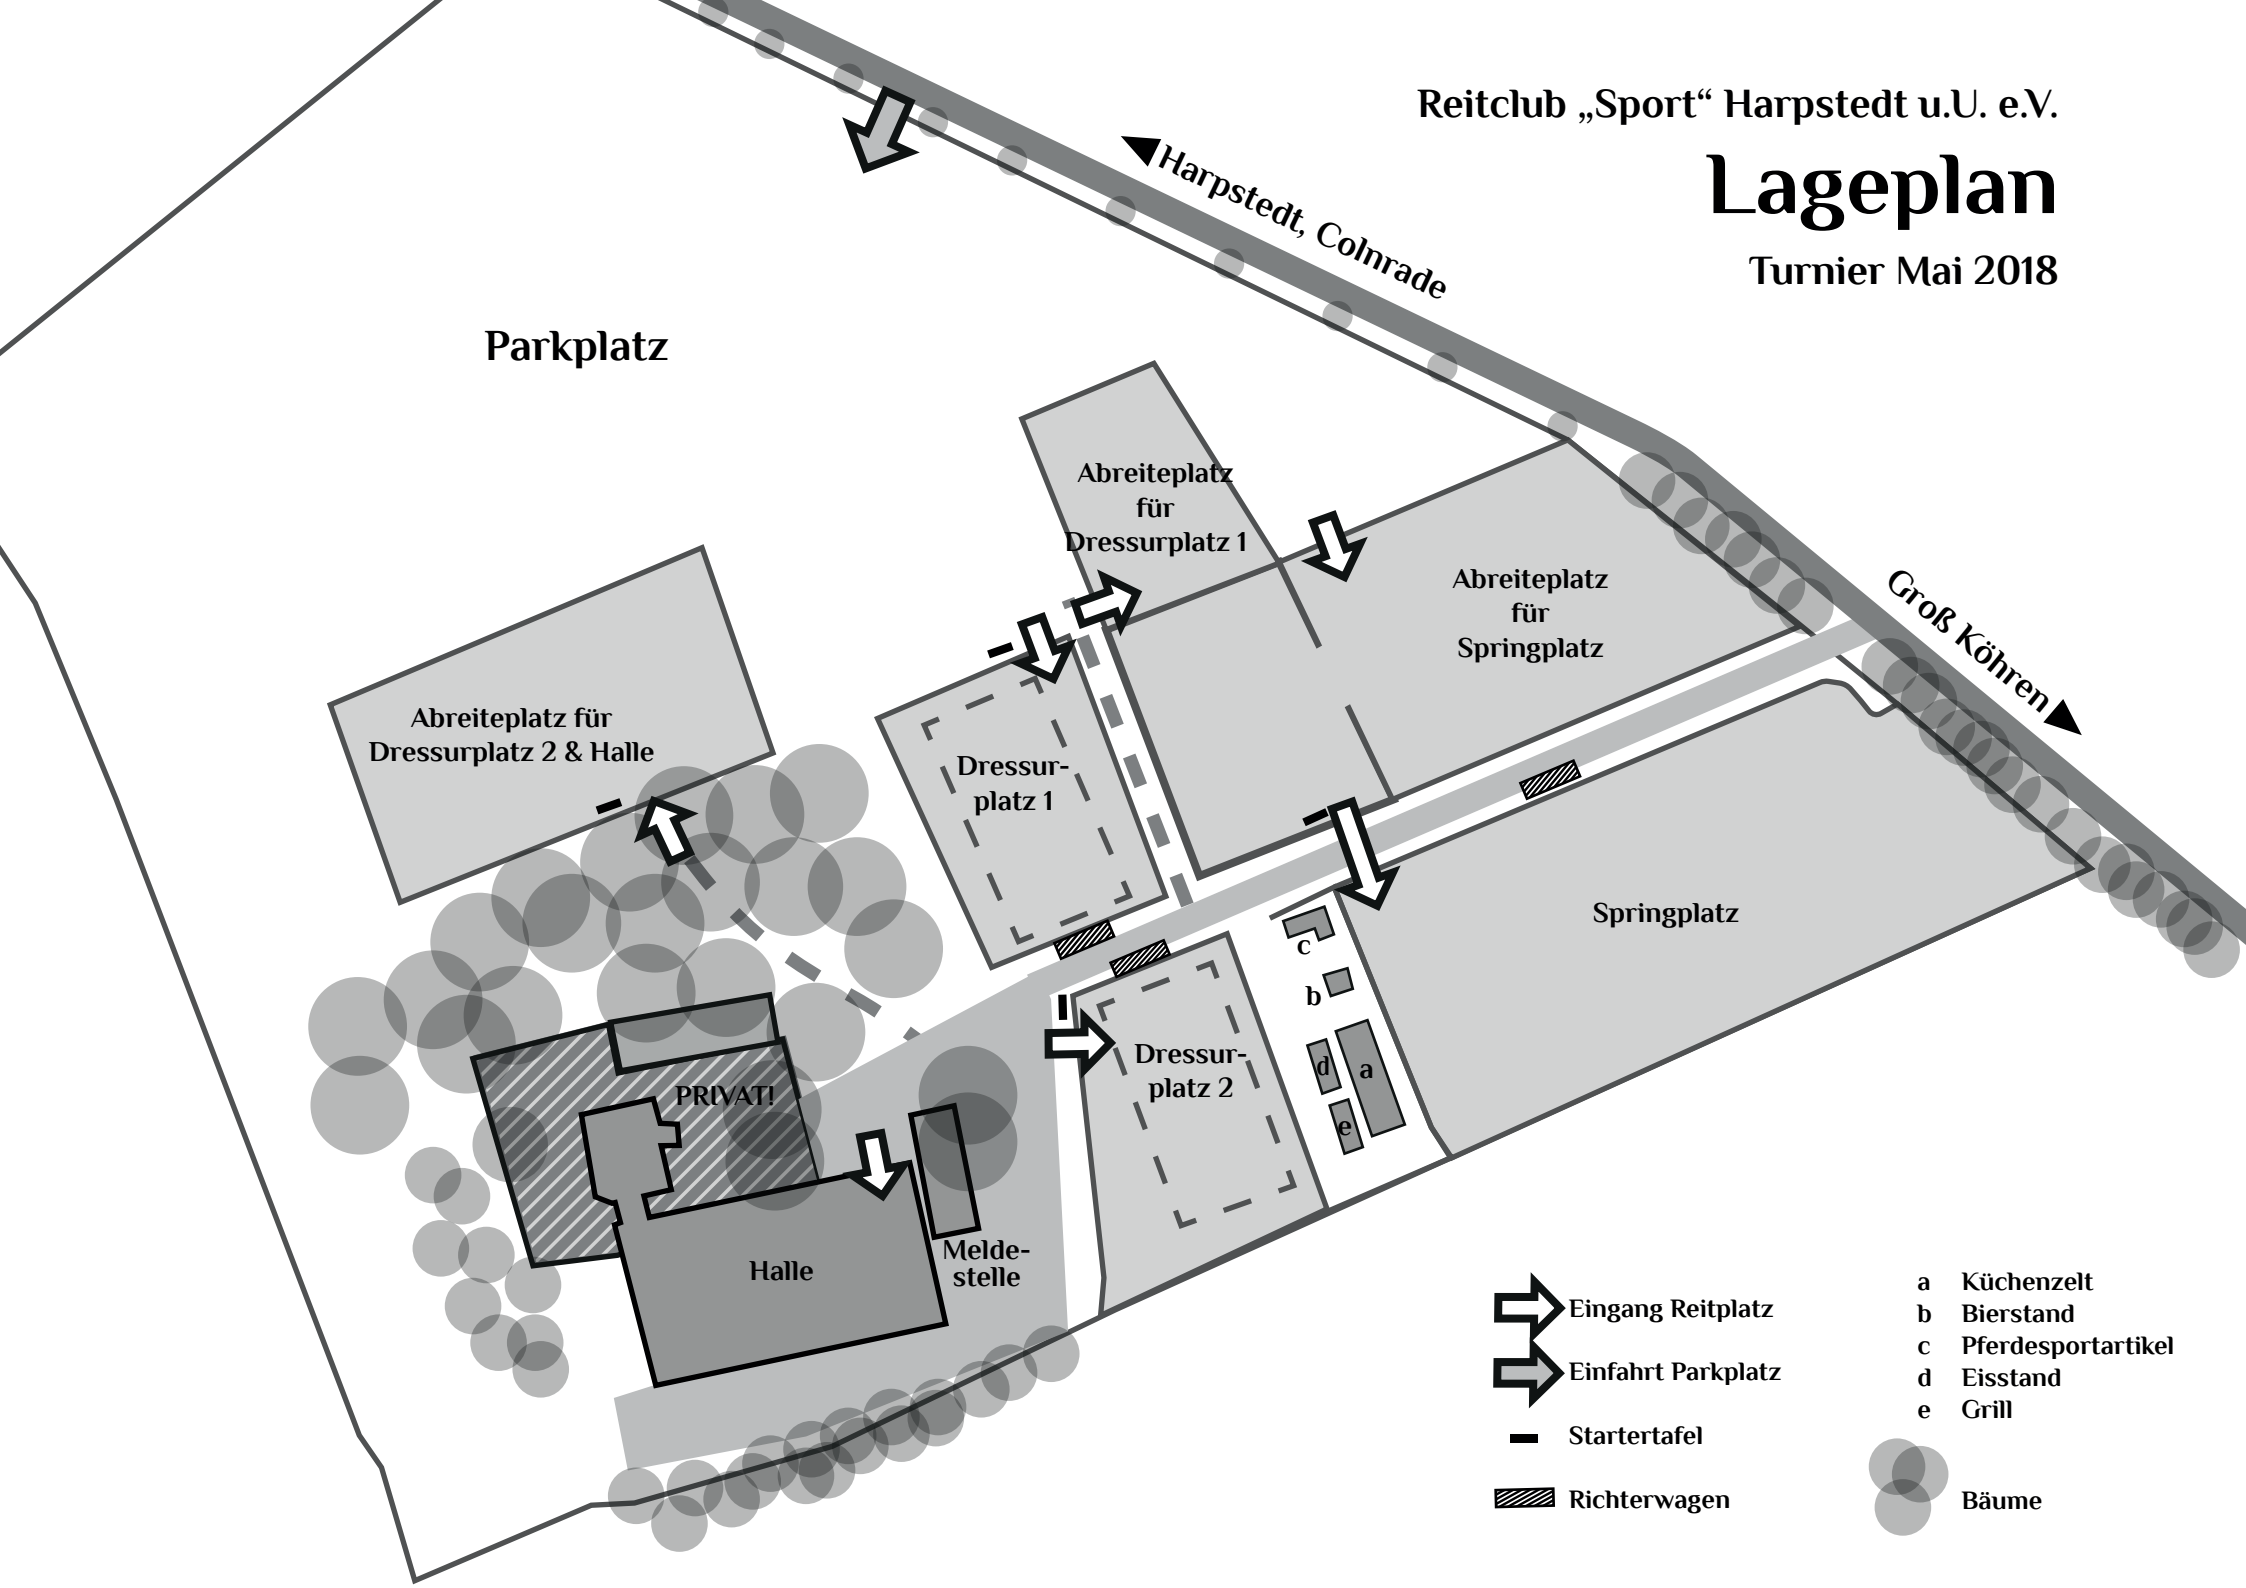 Reitclub „Sport“ Harpstedt u.U. e.V.
Lageplan
Turnier Mai 2018
Harpstedt, Colnrade
Groß Köhren
Parkplatz
Abreiteplatz
für
Dressurplatz 1
Abreiteplatz
für
Springplatz
Abreiteplatz für
Dressurplatz 2 & Halle
Dressur-
platz 1
Springplatz
c
b
Dressur-
platz 2
d
a
e
PRIVAT!
Halle
Melde-
stelle
Eingang Reitplatz
Einfahrt Parkplatz
Startertafel
Richterwagen
a Küchenzelt
b Bierstand
c Pferdesportartikel
d Eisstand
e Grill
Bäume